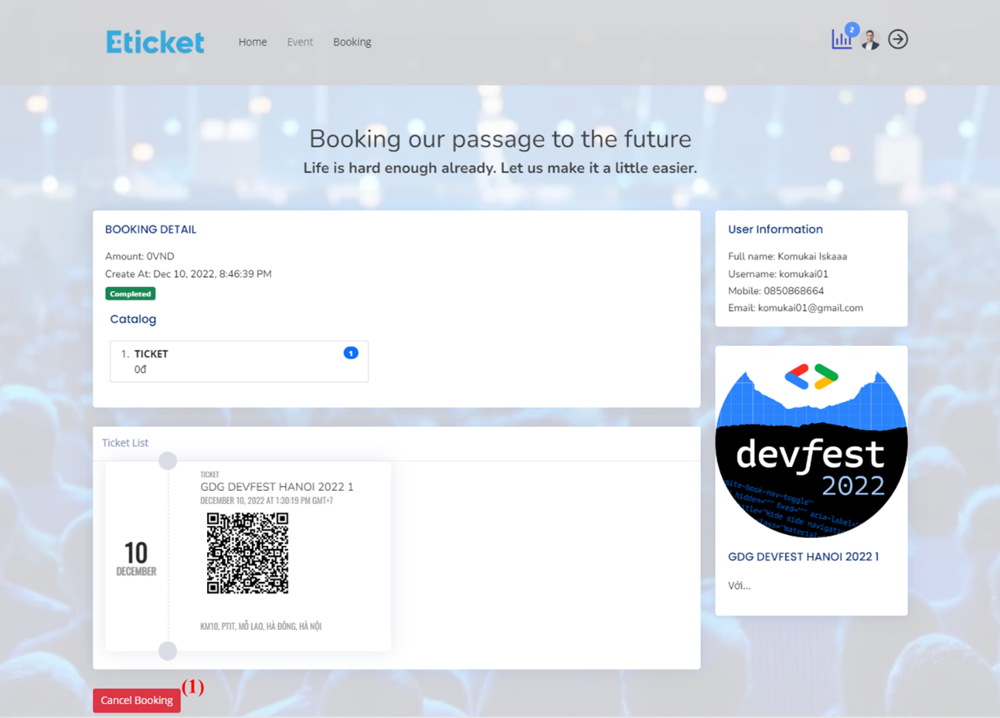 Eticket
Home Event Booking
2
Booking our passage to the future
Life is hard enough already. Let us make it a little easier.
BOOKING DETAIL
Amount: 0VND
Create At: Dec 10, 2022, 8:46:39 PM
Completed
Catalog
1. TICKET 1
0đ
Ticket List
TICKET
GDG DEVFEST HANOI 2022 1
DECEMBER 10, 2022 AT 1:30:19 PM GMT+7
10
DECEMBER
KM10, PTIT, MỖ LAO, HÀ ĐÔNG, HÀ NỘI
Cancel Booking
(1)
User Information
Full name: Komukai Iskaaa
Username: komukai01
Mobile: 0850868664
Email: komukai01@gmail.com
devfest
2022
site-book-nav-toggle"
hidden="" fixed="" aria-label="
title="Hide side navigati
class="material-
GDG DEVFEST HANOI 2022 1
Với...